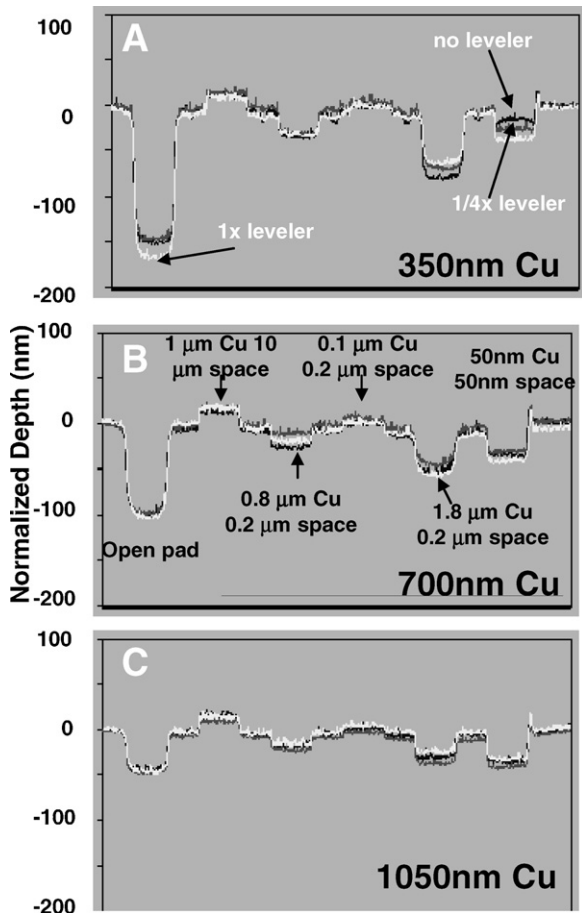 Normalized Depth (nm)
100
0
-100
-200
A
no leveler
1/4x leveler
1x leveler
350nm Cu
100
0
-100
-200
B
1 μm Cu 10
μm space
0.1 μm Cu
0.2 μm space
50nm Cu
50nm space
0.8 μm Cu
0.2 μm space
1.8 μm Cu
0.2 μm space
Open pad
700nm Cu
100
0
-100
-200
C
1050nm Cu